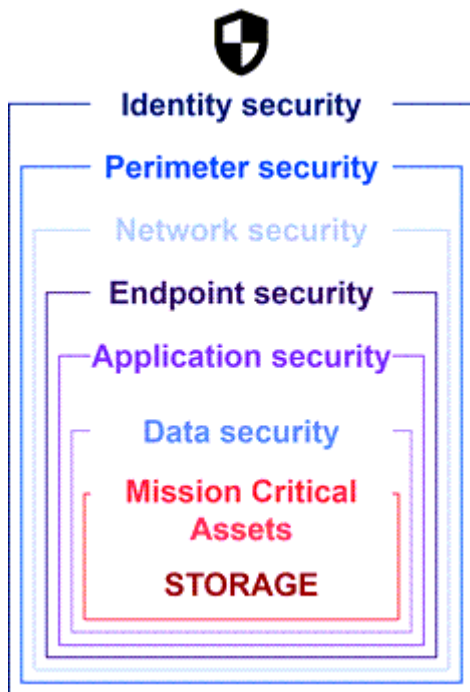 Identity security
Perimeter security
Network security
Endpoint security
Application security
Data security
Mission Critical
Assets
STORAGE